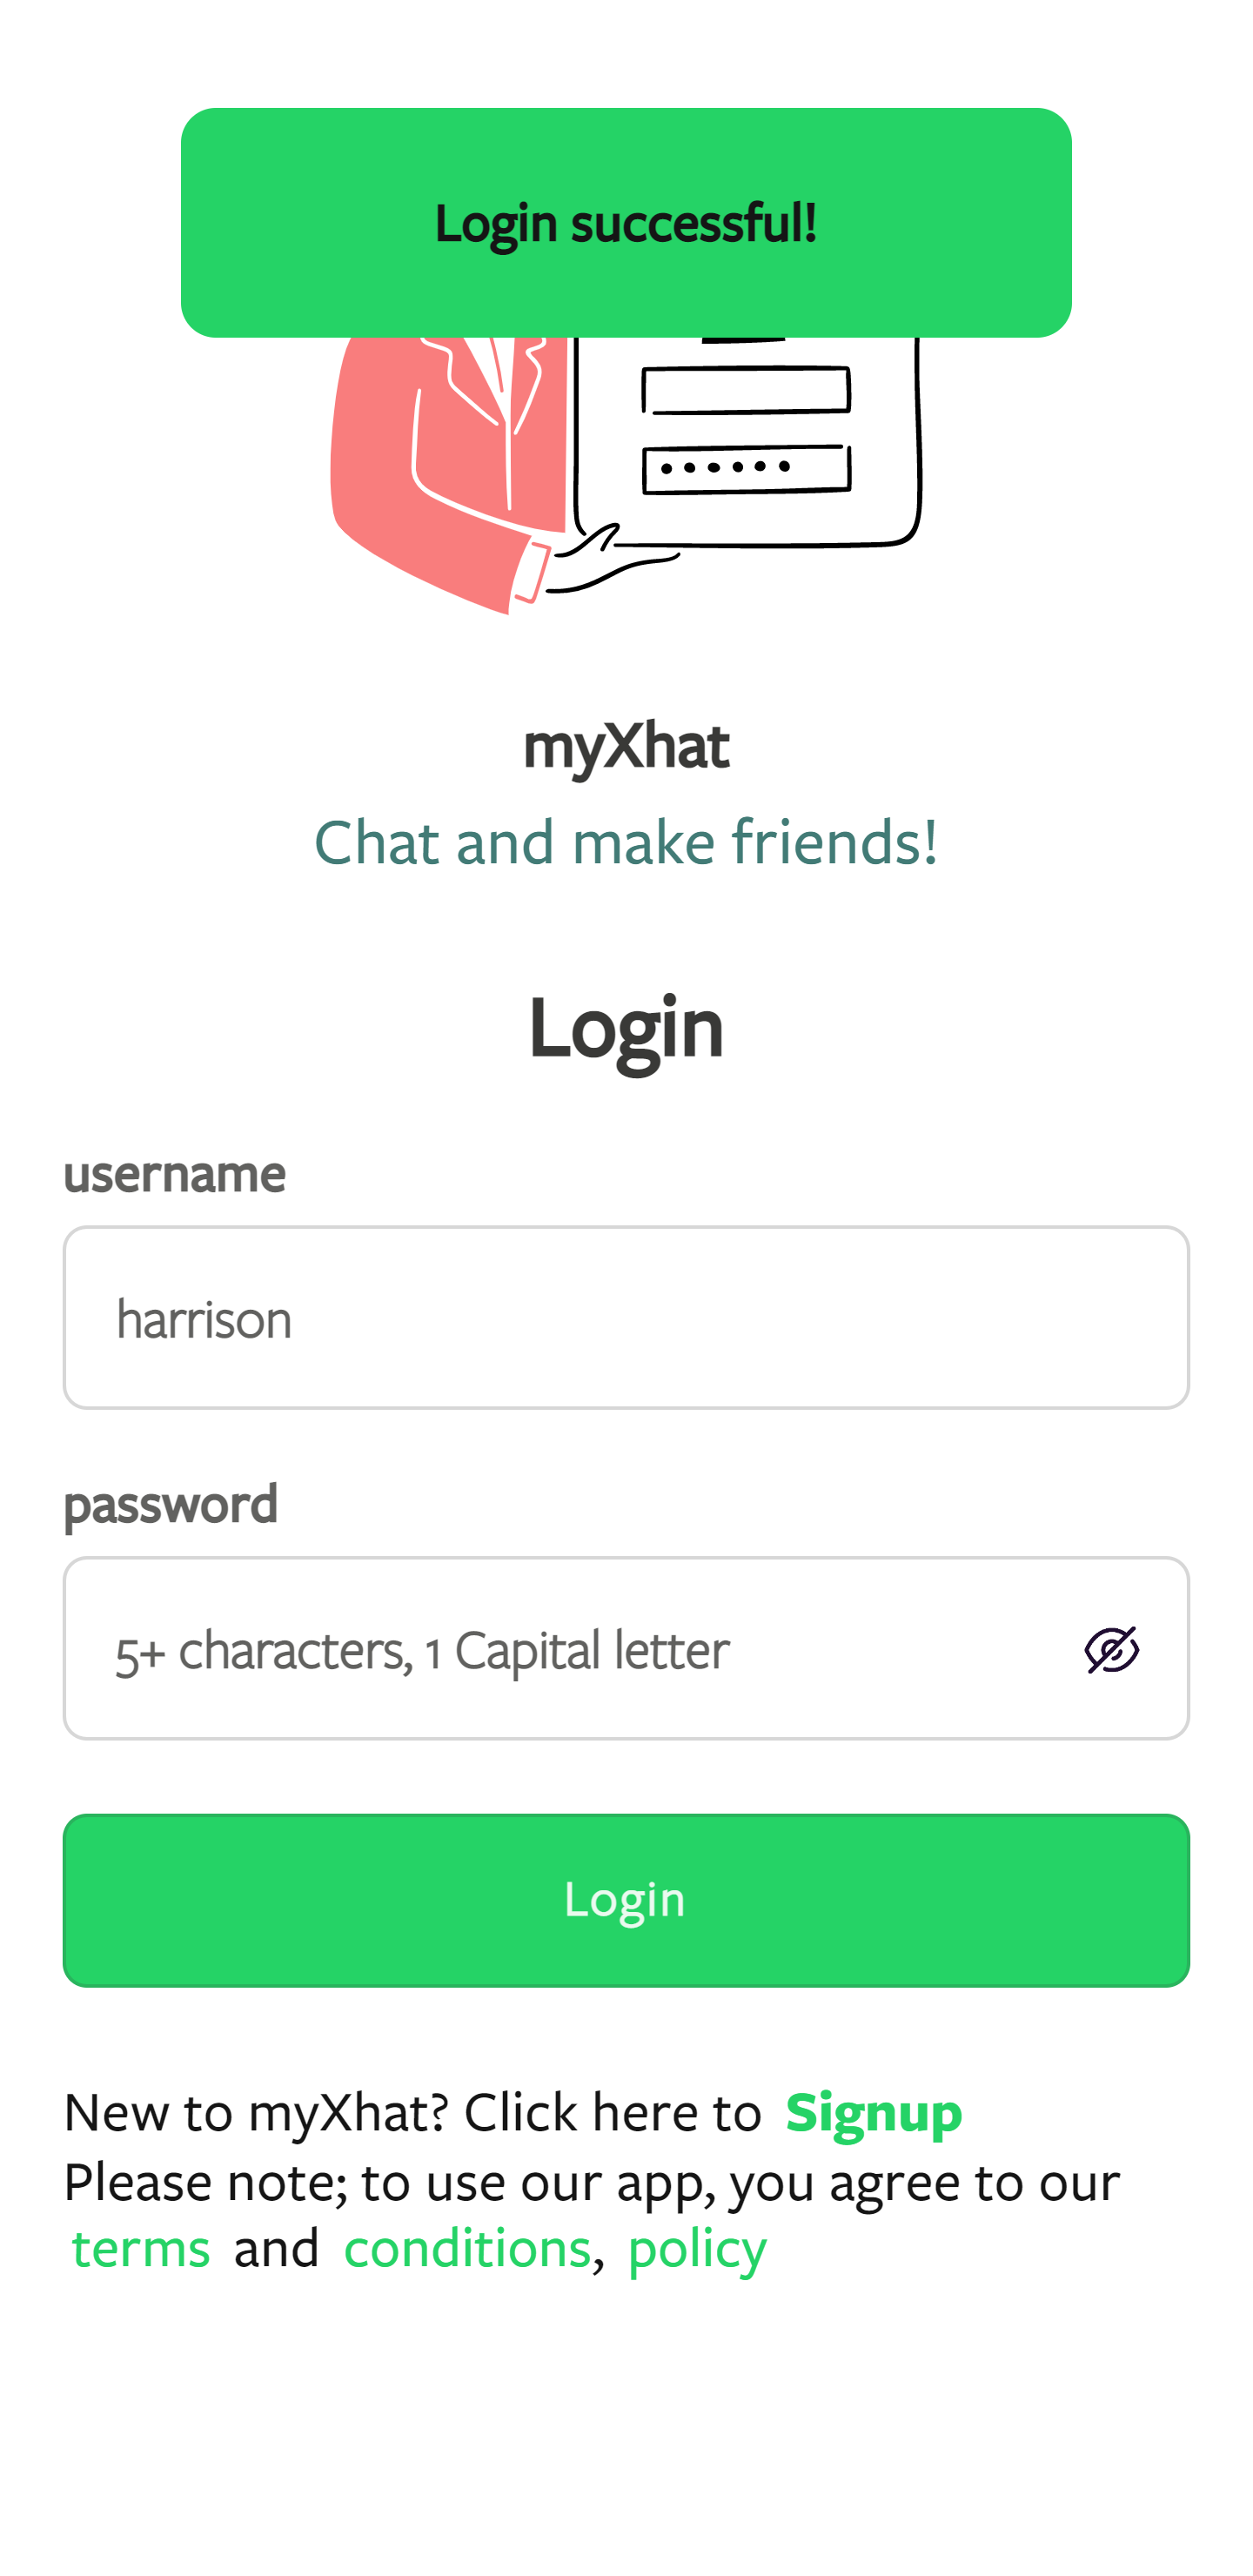 Login successful!
myXhat
Chat and make friends!
Login
username
harrison
password
5+ characters, 1 Capital letter
Login
New to myXhat? Click here to Signup
Please note; to use our app, you agree to our
terms and conditions, policy